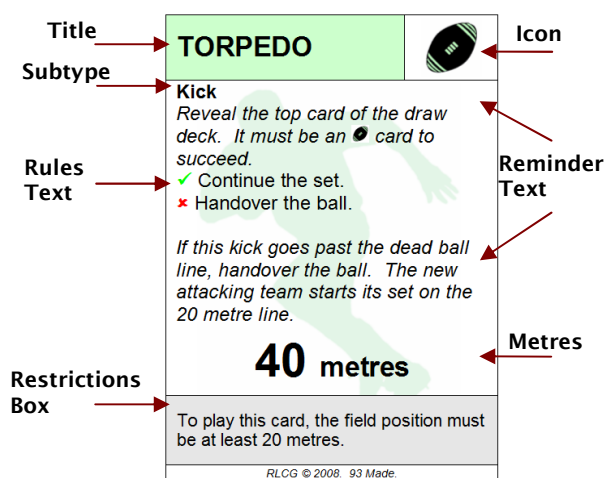 Title
TORPEDO
Icon
Subtype
Kick
Reveal the top card of the draw
deck. It must be an card to
succeed.
Rules
Text
✓ Continue the set.
✗ Handover the ball.
Reminder
Text
If this kick goes past the dead ball
line, handover the ball. The new
attacking team starts its set on the
20 metre line.
40 metres
Metres
Restrictions
Box
To play this card, the field position must
be at least 20 metres.
RLCG © 2008. 93 Made.